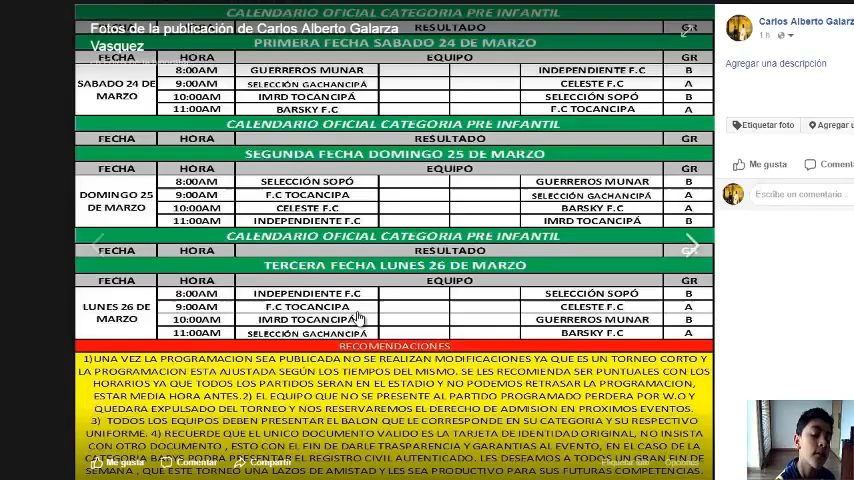 CALENDARIO OFICIAL CATEGORIA PRE INFANTIL
Fotos de la publicación de Carlos Alberto Galarza
Vasquez
RESULTADO GR
PRIMERA FECHA SABADO 24 DE MARZO
FECHA HORA EQUIPO GR
SABADO 24 DE MARZO
8:00AM GUERREROS MUNAR INDEPENDIENTE F.C B
9:00AM SELECCIÓN GACHANCIPÁ CELESTE F.C A
10:00AM IMRD TOCANCIPÁ SELECCIÓN SOPÓ B
11:00AM BARSKY F.C F.C TOCANCIPA A
CALENDARIO OFICIAL CATEGORIA PRE INFANTIL
FECHA HORA RESULTADO GR
SEGUNDA FECHA DOMINGO 25 DE MARZO
FECHA HORA EQUIPO GR
DOMINGO 25 DE MARZO
8:00AM SELECCIÓN SOPÓ GUERREROS MUNAR B
9:00AM F.C TOCANCIPA SELECCIÓN GACHANCIPÁ A
10:00AM CELESTE F.C BARSKY F.C A
11:00AM INDEPENDIENTE F.C IMRD TOCANCIPÁ B
CALENDARIO OFICIAL CATEGORIA PRE INFANTIL
FECHA HORA RESULTADO GR
TERCERA FECHA LUNES 26 DE MARZO
FECHA HORA EQUIPO GR
LUNES 26 DE MARZO
8:00AM INDEPENDIENTE F.C SELECCIÓN SOPÓ B
9:00AM F.C TOCANCIPA CELESTE F.C A
10:00AM IMRD TOCANCIPÁ GUERREROS MUNAR B
11:00AM SELECCIÓN GACHANCIPÁ BARSKY F.C A
RECOMENDACIONES
1)UNA VEZ LA PROGRAMACION SEA PUBLICADA NO SE REALIZAN MODIFICACIONES YA QUE ES UN TORNEO CORTO Y
LA PROGRAMACION ESTA AJUSTADA SEGÚN LOS TIEMPOS DEL MISMO. SE LES RECOMIENDA SER PUNTUALES CON LOS
HORARIOS YA QUE TODOS LOS PARTIDOS SERAN EN EL ESTADIO Y NO PODEMOS RETRASAR LA PROGRAMACION,
ESTAR MEDIA HORA ANTES.2) EL EQUIPO QUE NO SE PRESENTE AL PARTIDO PROGRAMADO PERDERA POR W.O Y
QUEDARA EXPULSADO DEL TORNEO Y NOS RESERVAREMOS EL DERECHO DE ADMISION EN PROXIMOS EVENTOS.
3) TODOS LOS EQUIPOS DEBEN PRESENTAR EL BALON QUE LE CORRESPONDE EN SU CATEGORIA Y SU RESPECTIVO
UNIFORME. 4) RECUERDE QUE EL UNICO DOCUMENTO VALIDO ES LA TARJETA DE IDENTIDAD ORIGINAL, NO INSISTA
CON OTRO DOCUMENTO , ESTO CON EL FIN DE DARLE TRASPARENCIA Y GARANTIAS AL EVENTO, EN EL CASO DE LA
CATEGORIA BABYS PODRA PRESENTAR EL REGISTRO CIVIL AUTENTICADO. LES DESEAMOS A TODOS UN GRAN FIN DE
SEMANA , QUE ESTE TORNEO UNA LAZOS DE AMISTAD Y LES SEA PRODUCTIVO PARA SUS FUTURAS COMPETENCIAS.
Me gusta Comentar Compartir Etiquetar foto Opciones
Carlos Alberto Galarz
1 h
Agregar una descripción
Etiquetar foto Agregar u
Me gusta Coment
Escribe un comentario...